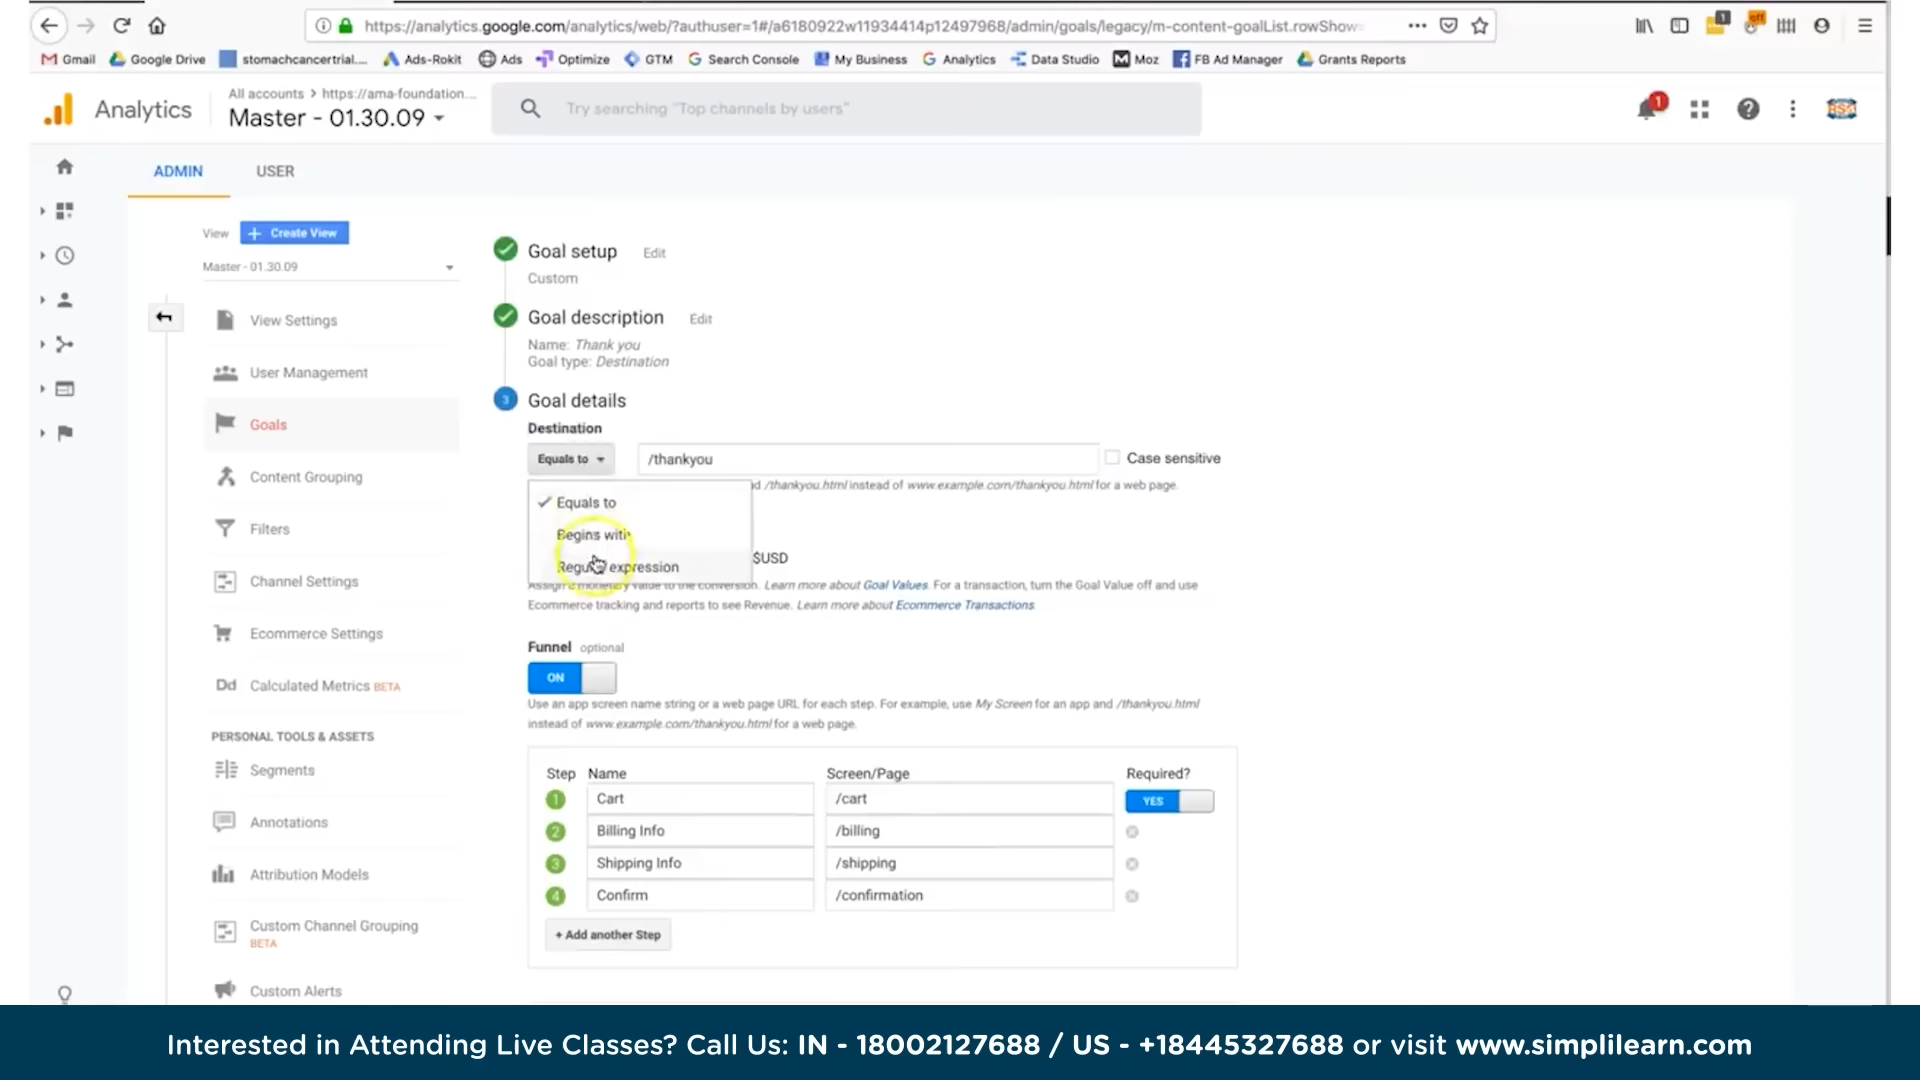 https://analytics.google.com/analytics/web/?authuser=1#/a6180922w11934414p12497968/admin/goals/legacy/m-content-goalList.rowShow=
1
off
Gmail Google Drive stomachcancertrial.... Ads-Rokit Ads Optimize GTM Search Console My Business Analytics Data Studio Moz FB Ad Manager Grants Reports
Analytics
All accounts > https://ama-foundation....
Master - 01.30.09
Try searching "Top channels by users"
1
ADMIN USER
View + Create View
Master - 01.30.09
View Settings
User Management
Goals
Content Grouping
Filters
Channel Settings
Ecommerce Settings
Dd Calculated Metrics BETA
PERSONAL TOOLS & ASSETS
Segments
Annotations
Attribution Models
Custom Channel Grouping
BETA
Custom Alerts
Goal setup Edit
Custom
Goal description Edit
Name: Thank you
Goal type: Destination
3 Goal details
Destination
Equals to /thankyou Case sensitive
/thankyou.html instead of www.example.com/thankyou.html for a web page.
Equals to
Begins with
Regular expression
$USD
Assign a monetary value to the conversion. Learn more about Goal Values. For a transaction, turn the Goal Value off and use
Ecommerce tracking and reports to see Revenue. Learn more about Ecommerce Transactions.
Funnel optional
ON
Use an app screen name string or a web page URL for each step. For example, use My Screen for an app and /thankyou.html
instead of www.example.com/thankyou.html for a web page.
Step Name Screen/Page Required?
1 Cart /cart YES
2 Billing Info /billing
3 Shipping Info /shipping
4 Confirm /confirmation
+ Add another Step
Interested in Attending Live Classes? Call Us: IN - 18002127688 / US - +18445327688 or visit www.simplilearn.com